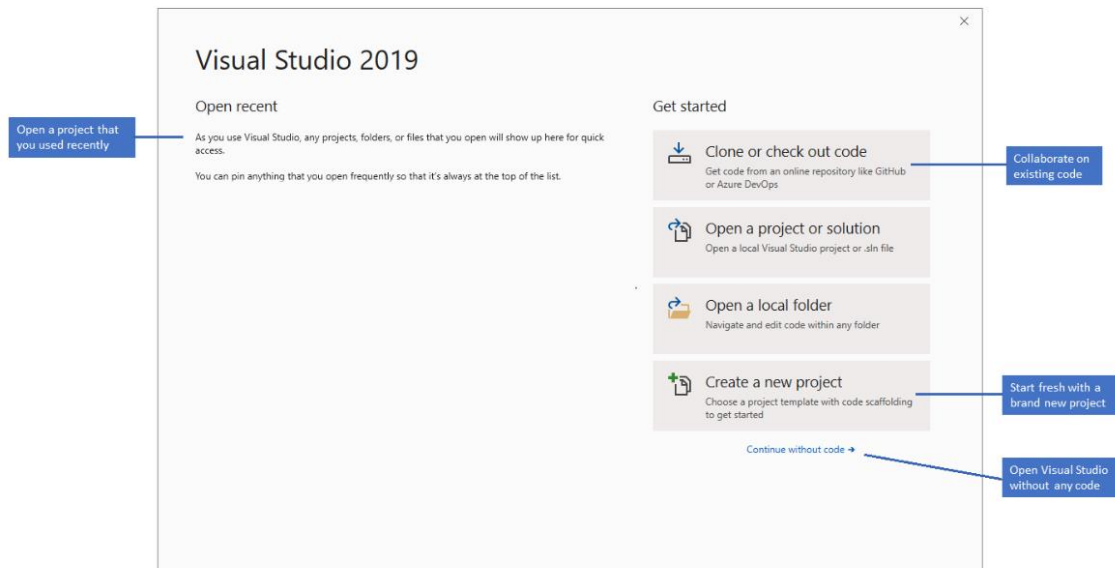 Visual Studio 2019
Open recent
As you use Visual Studio, any projects, folders, or files that you open will show up here for quick
access.
You can pin anything that you open frequently so that it's always at the top of the list.
Open a project that
you used recently
Get started
Clone or check out code
Get code from an online repository like GitHub
or Azure DevOps
Collaborate on
existing code
Open a project or solution
Open a local Visual Studio project or .sln file
Open a local folder
Navigate and edit code within any folder
Create a new project
Choose a project template with code scaffolding
to get started
Start fresh with a
brand new project
Continue without code →
Open Visual Studio
without any code